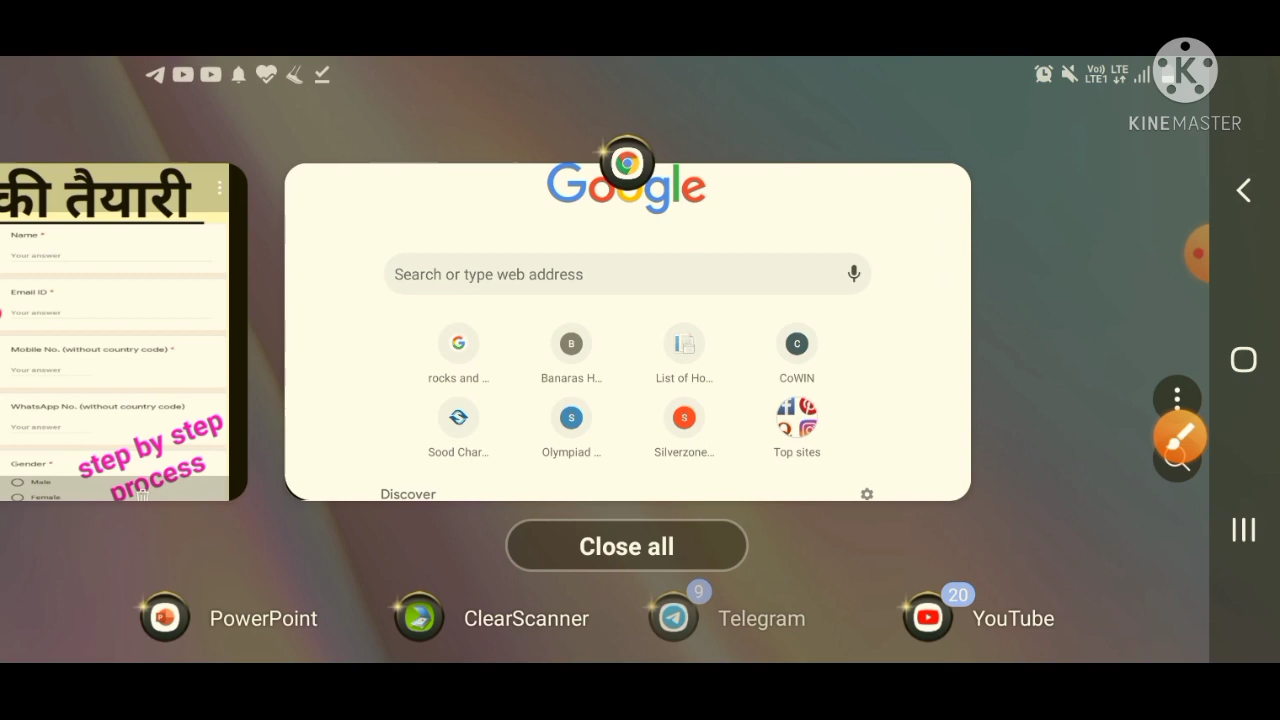 Vo)) LTE
LTE1
KINEMASTER
की तैयारी
Name *
Your answer
Email ID *
Your answer
Mobile No. (without country code) *
Your answer
WhatsApp No. (without country code)
Your answer
Gender *
Male
Female
step by step
process
Google
Search or type web address
rocks and ...
B
Banaras H...
List of Ho...
C
CoWIN
Sood Char...
S
Olympiad ...
S
Silverzone...
Top sites
Discover
Close all
PowerPoint
ClearScanner
9
Telegram
20
YouTube